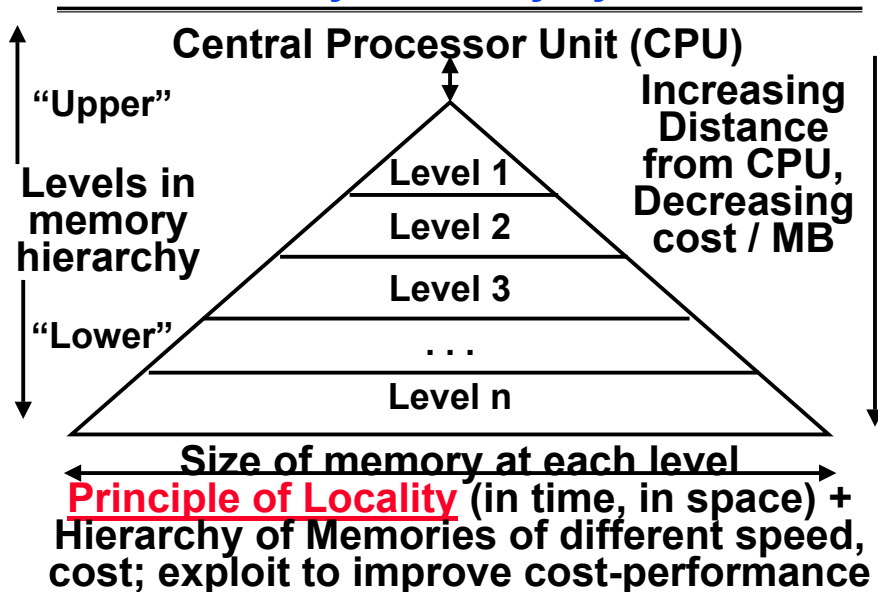 Central Processor Unit (CPU)
“Upper”
Levels in
memory
hierarchy
“Lower”
Increasing
Distance
from CPU,
Decreasing
cost / MB
Level 1
Level 2
Level 3
. . .
Level n
Size of memory at each level
Principle of Locality (in time, in space) +
Hierarchy of Memories of different speed,
cost; exploit to improve cost-performance